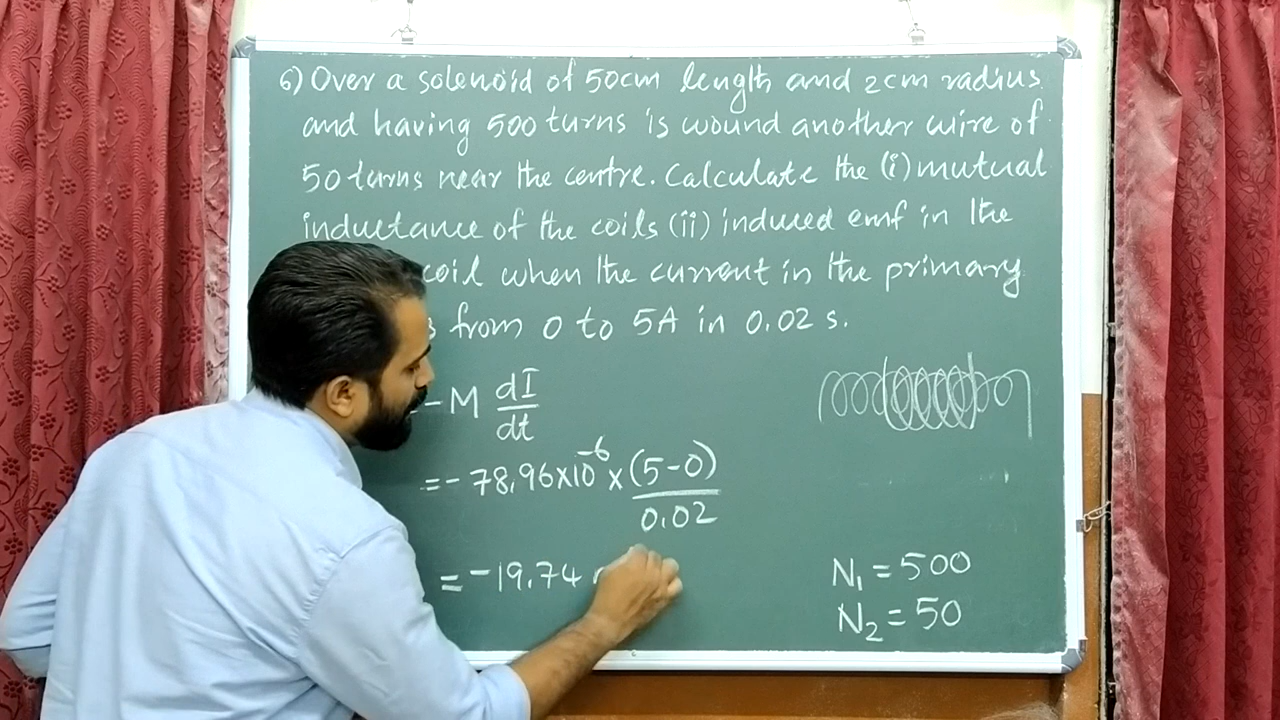 6) Over a solenoid of 50cm length and 2cm radius
and having 500 turns is wound another wire of
50 turns near the centre. Calculate the (i) mutual
inductance of the coils (ii) induced emf in the
coil when the current in the primary
from 0 to 5A in 0.02 s.
- M dI/dt
= - 78.96×10⁻⁶ × (5-0)/0.02
= -19.74
N₁ = 500
N₂ = 50